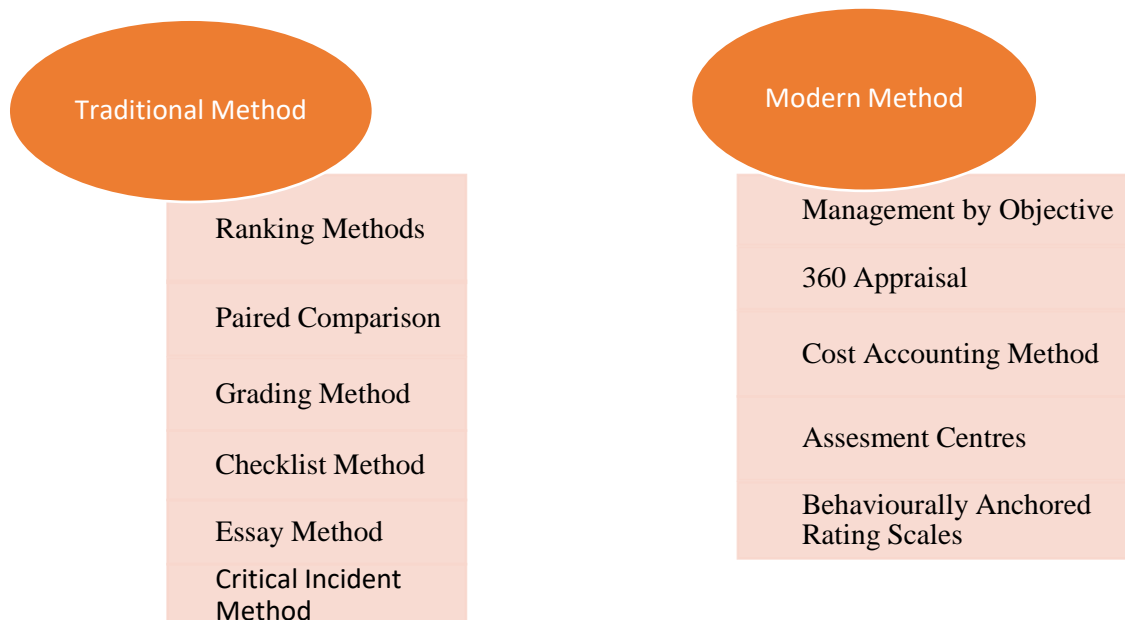 Traditional Method
Ranking Methods
Paired Comparison
Grading Method
Checklist Method
Essay Method
Critical Incident
Method
Modern Method
Management by Objective
360 Appraisal
Cost Accounting Method
Assesment Centres
Behaviourally Anchored
Rating Scales